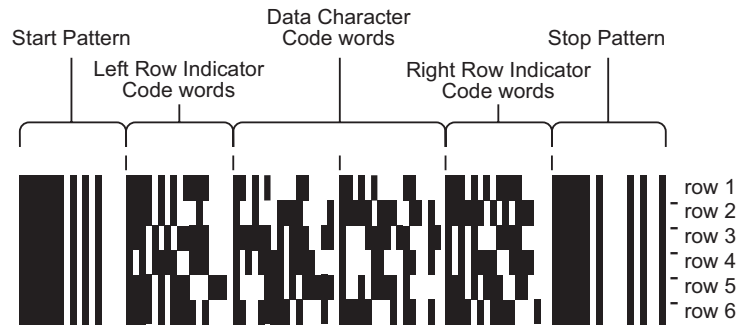 Data Character
Code words
Start Pattern
Stop Pattern
Left Row Indicator
Code words
Right Row Indicator
Code words
row 1
row 2
row 3
row 4
row 5
row 6